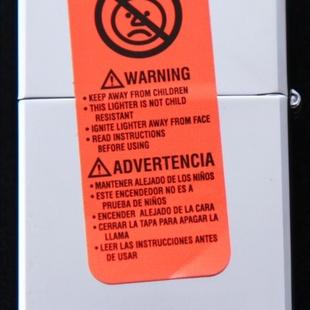 WARNING
• KEEP AWAY FROM CHILDREN
• THIS LIGHTER IS NOT CHILD
RESISTANT
• IGNITE LIGHTER AWAY FROM FACE
• READ INSTRUCTIONS
BEFORE USING
ADVERTENCIA
• MANTENER ALEJADO DE LOS NIÑOS
• ESTE ENCENDEDOR NO ES A
PRUEBA DE NIÑOS
• ENCENDER ALEJADO DE LA CARA
• CERRAR LA TAPA PARA APAGAR LA
LLAMA
• LEER LAS INSTRUCCIONES ANTES
DE USAR